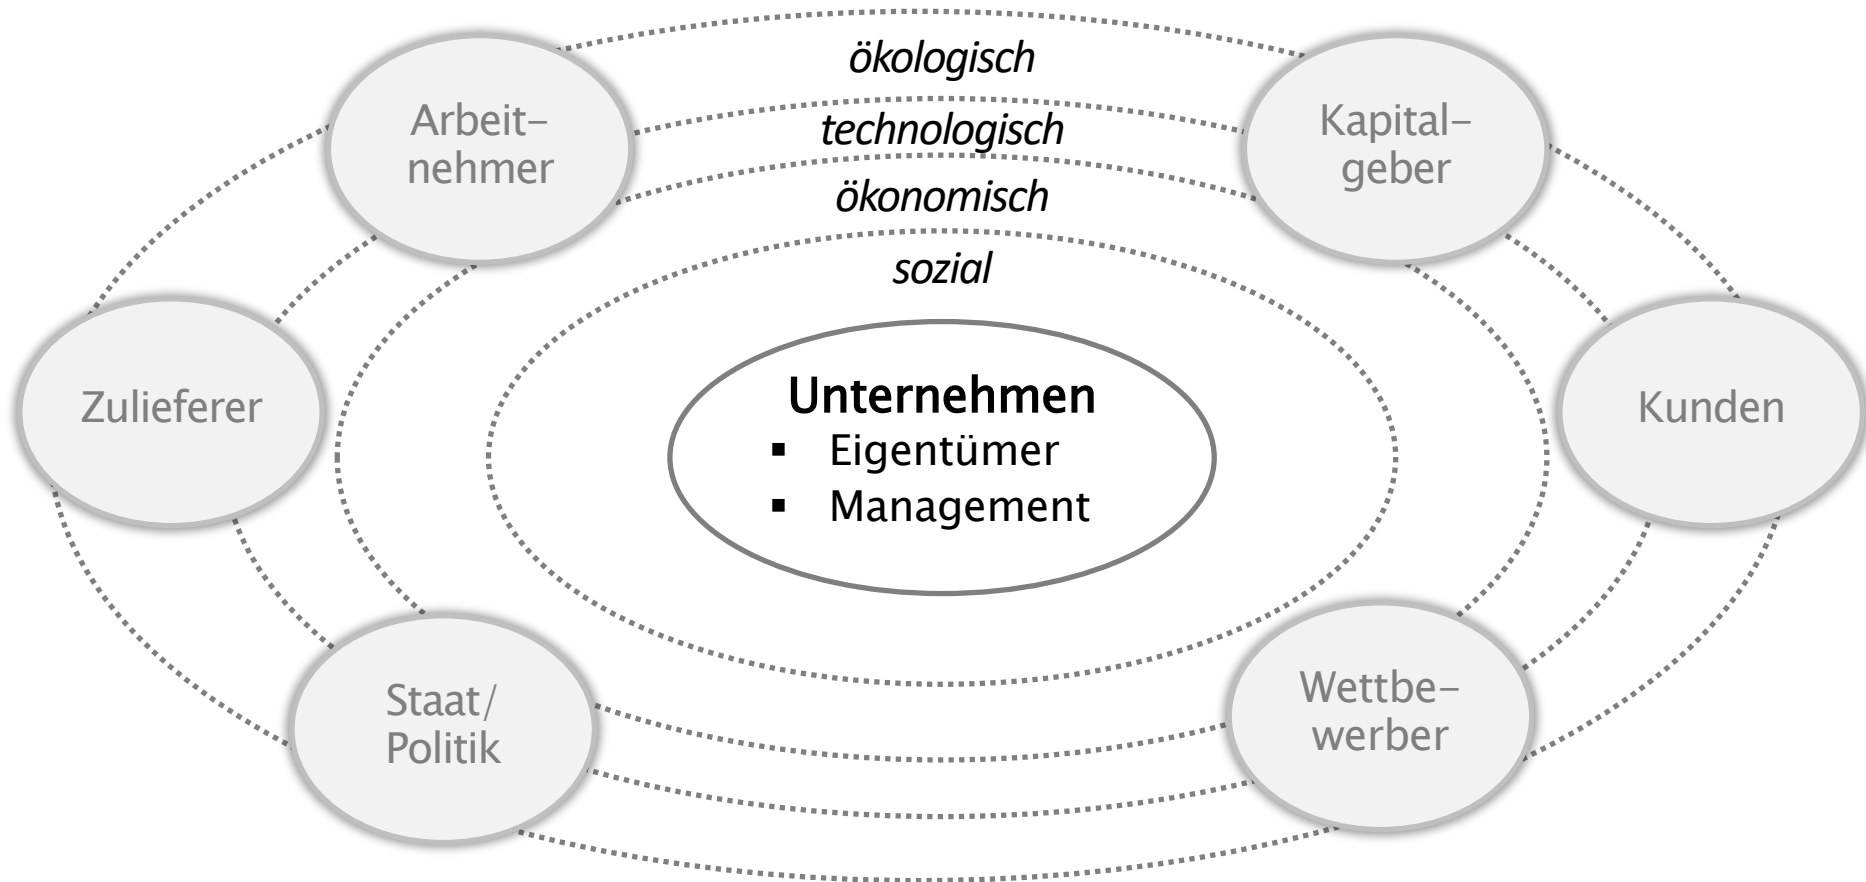 ökologisch
Arbeit-
nehmer
Kapital-
geber
technologisch
ökonomisch
sozial
Zulieferer
Unternehmen
▪ Eigentümer
▪ Management
Kunden
Staat/
Politik
Wettbe-
werber